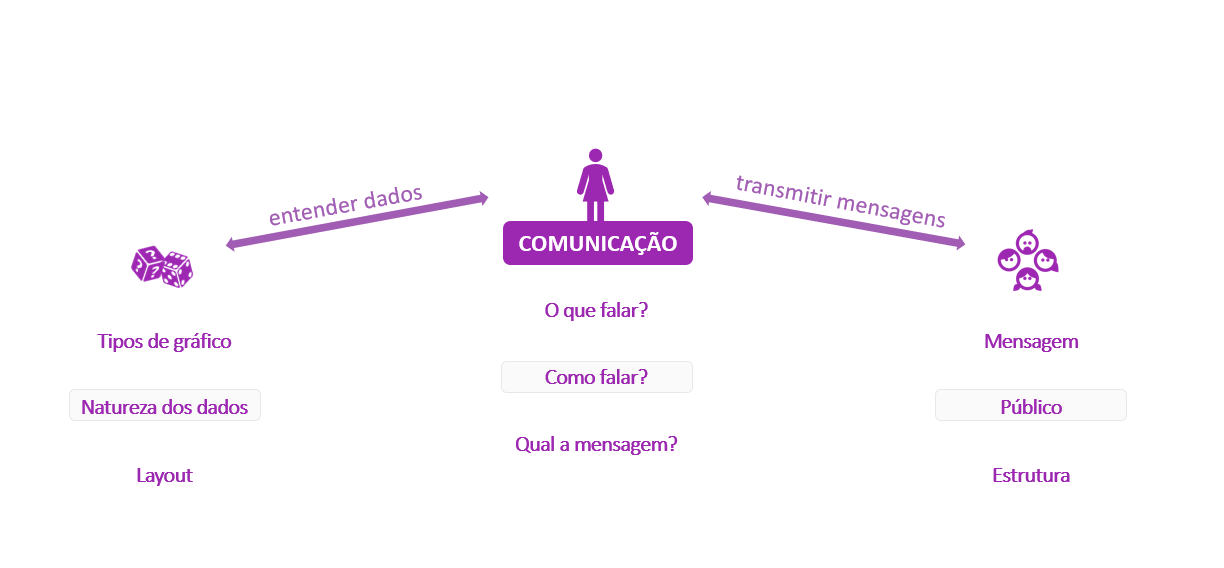 entender dados
transmitir mensagens
COMUNICAÇÃO
O que falar?
Como falar?
Qual a mensagem?
Tipos de gráfico
Natureza dos dados
Layout
Mensagem
Público
Estrutura